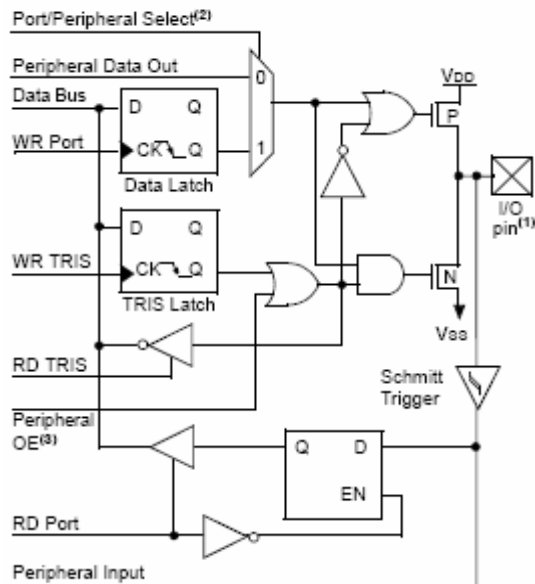 Port/Peripheral Select(2)
Peripheral Data Out
Data Bus
WR Port
D Q
CK Q
Data Latch
0
1
VDD
P
I/O
pin(1)
WR TRIS
D Q
CK Q
TRIS Latch
N
Vss
RD TRIS
Schmitt
Trigger
Peripheral
OE(3)
Q D
EN
RD Port
Peripheral Input